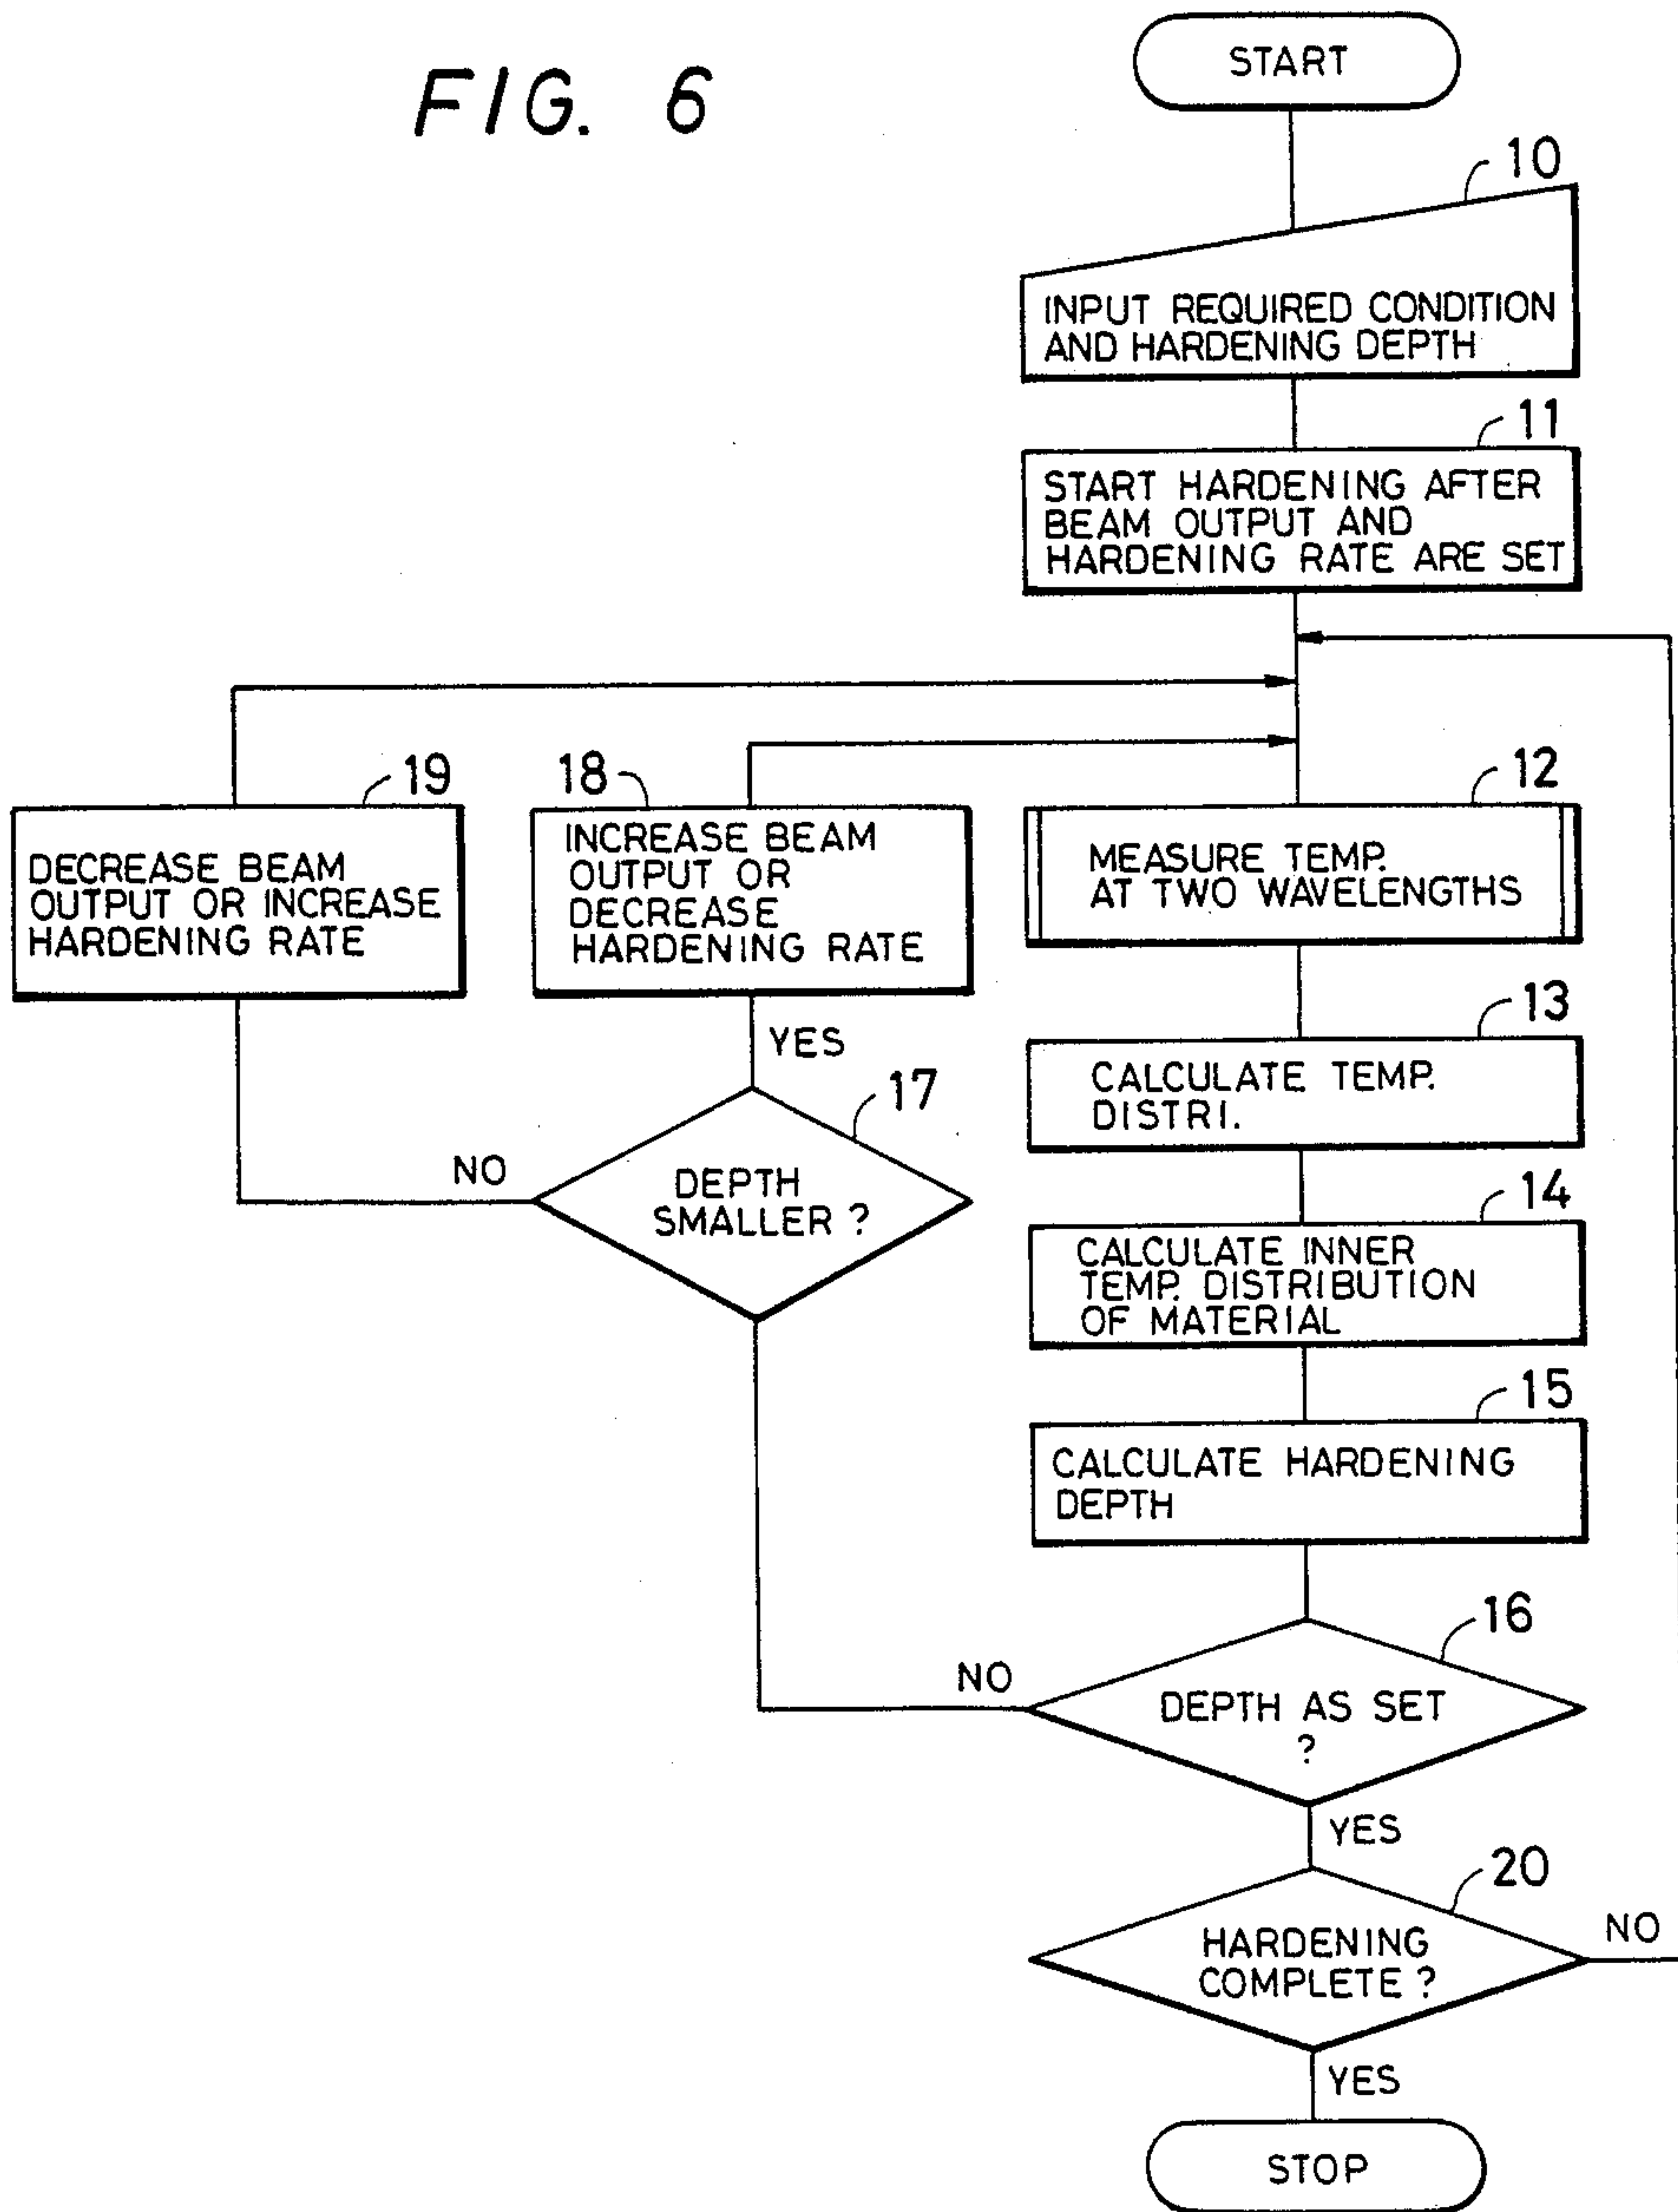 FIG. 6
START
10
INPUT REQUIRED CONDITION
AND HARDENING DEPTH
11
START HARDENING AFTER
BEAM OUTPUT AND
HARDENING RATE ARE SET
19
DECREASE BEAM
OUTPUT OR INCREASE
HARDENING RATE
18
INCREASE BEAM
OUTPUT OR
DECREASE
HARDENING RATE
12
MEASURE TEMP.
AT TWO WAVELENGTHS
YES
13
CALCULATE TEMP.
DISTRI.
17
NO
DEPTH
SMALLER ?
14
CALCULATE INNER
TEMP. DISTRIBUTION
OF MATERIAL
15
CALCULATE HARDENING
DEPTH
16
NO
DEPTH AS SET
?
YES
20
HARDENING
COMPLETE ?
NO
YES
STOP